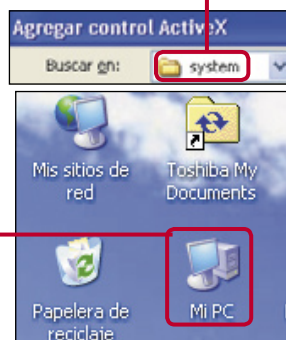 Agregar control ActiveX
Buscar en: system
Mis sitios de red
Toshiba My Documents
Papelera de reciclaje
Mi PC